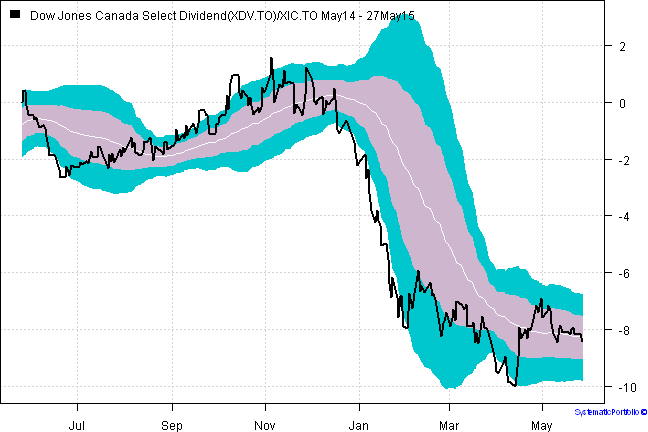 Dow Jones Canada Select Dividend(XDV.TO)/XIC.TO May14 - 27May15
2
0
-2
-4
-6
-8
-10
Jul Sep Nov Jan Mar May
SystematicPortfolio ©